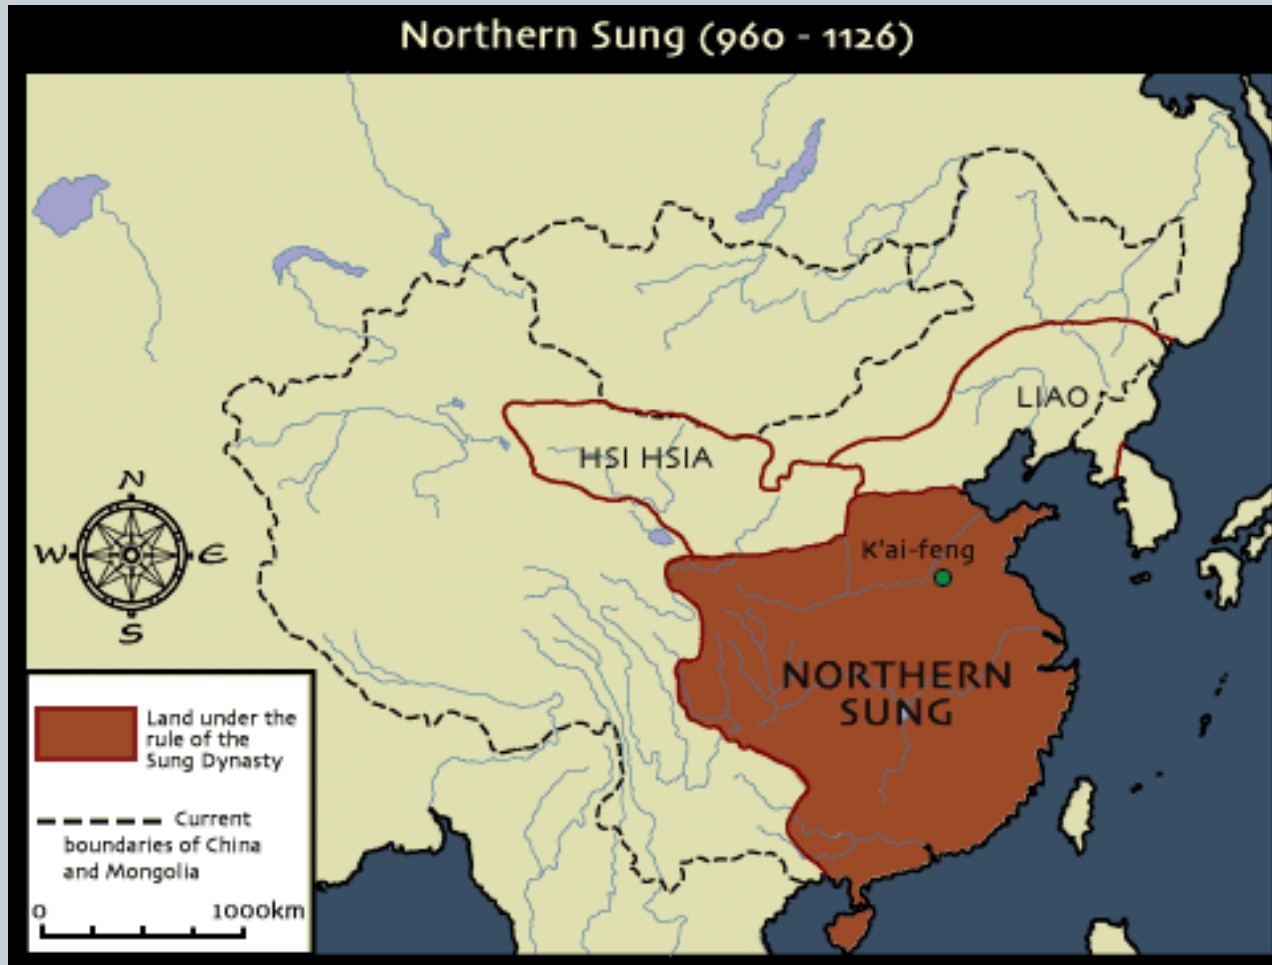 Northern Sung (960 - 1126)
LIAO
HSI HSIA
K'ai-feng
NORTHERN
SUNG
N
W
E
S
Land under the
rule of the
Sung Dynasty
Current
boundaries of China
and Mongolia
0
1000km